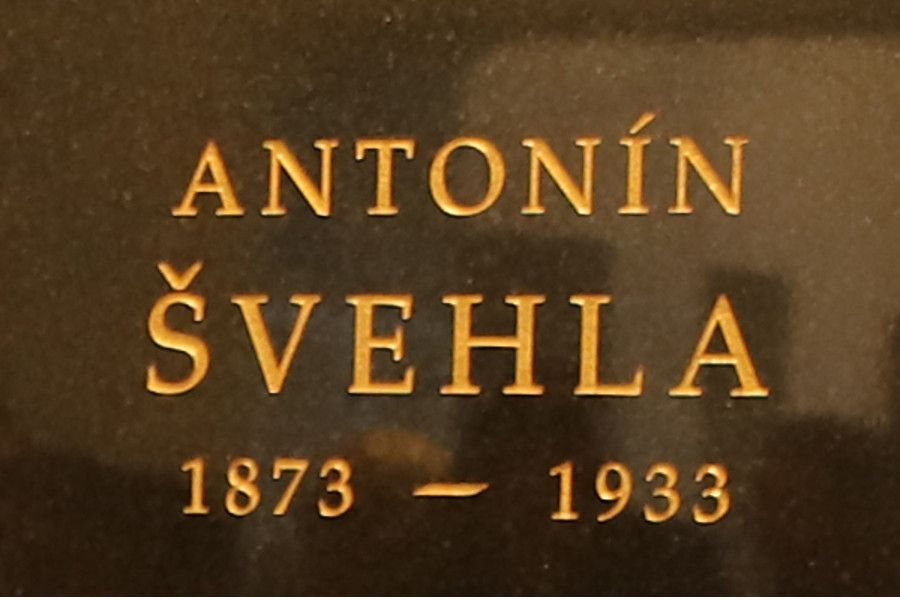 ANTONÍN
ŠVEHLA
1873 — 1933